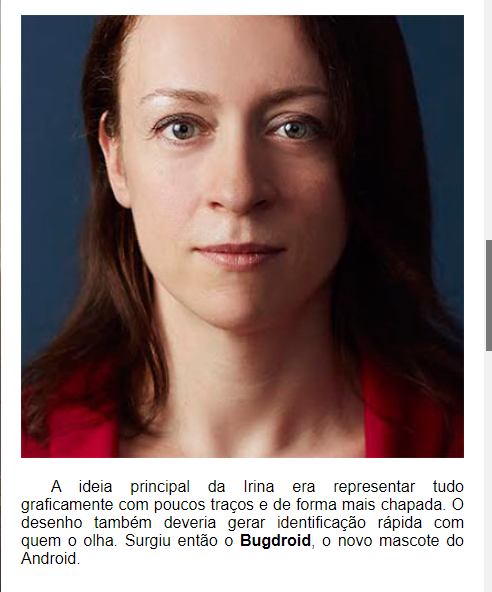 A ideia principal da Irina era representar tudo
graficamente com poucos traços e de forma mais chapada. O
desenho também deveria gerar identificação rápida com
quem o olha. Surgiu então o Bugdroid, o novo mascote do
Android.